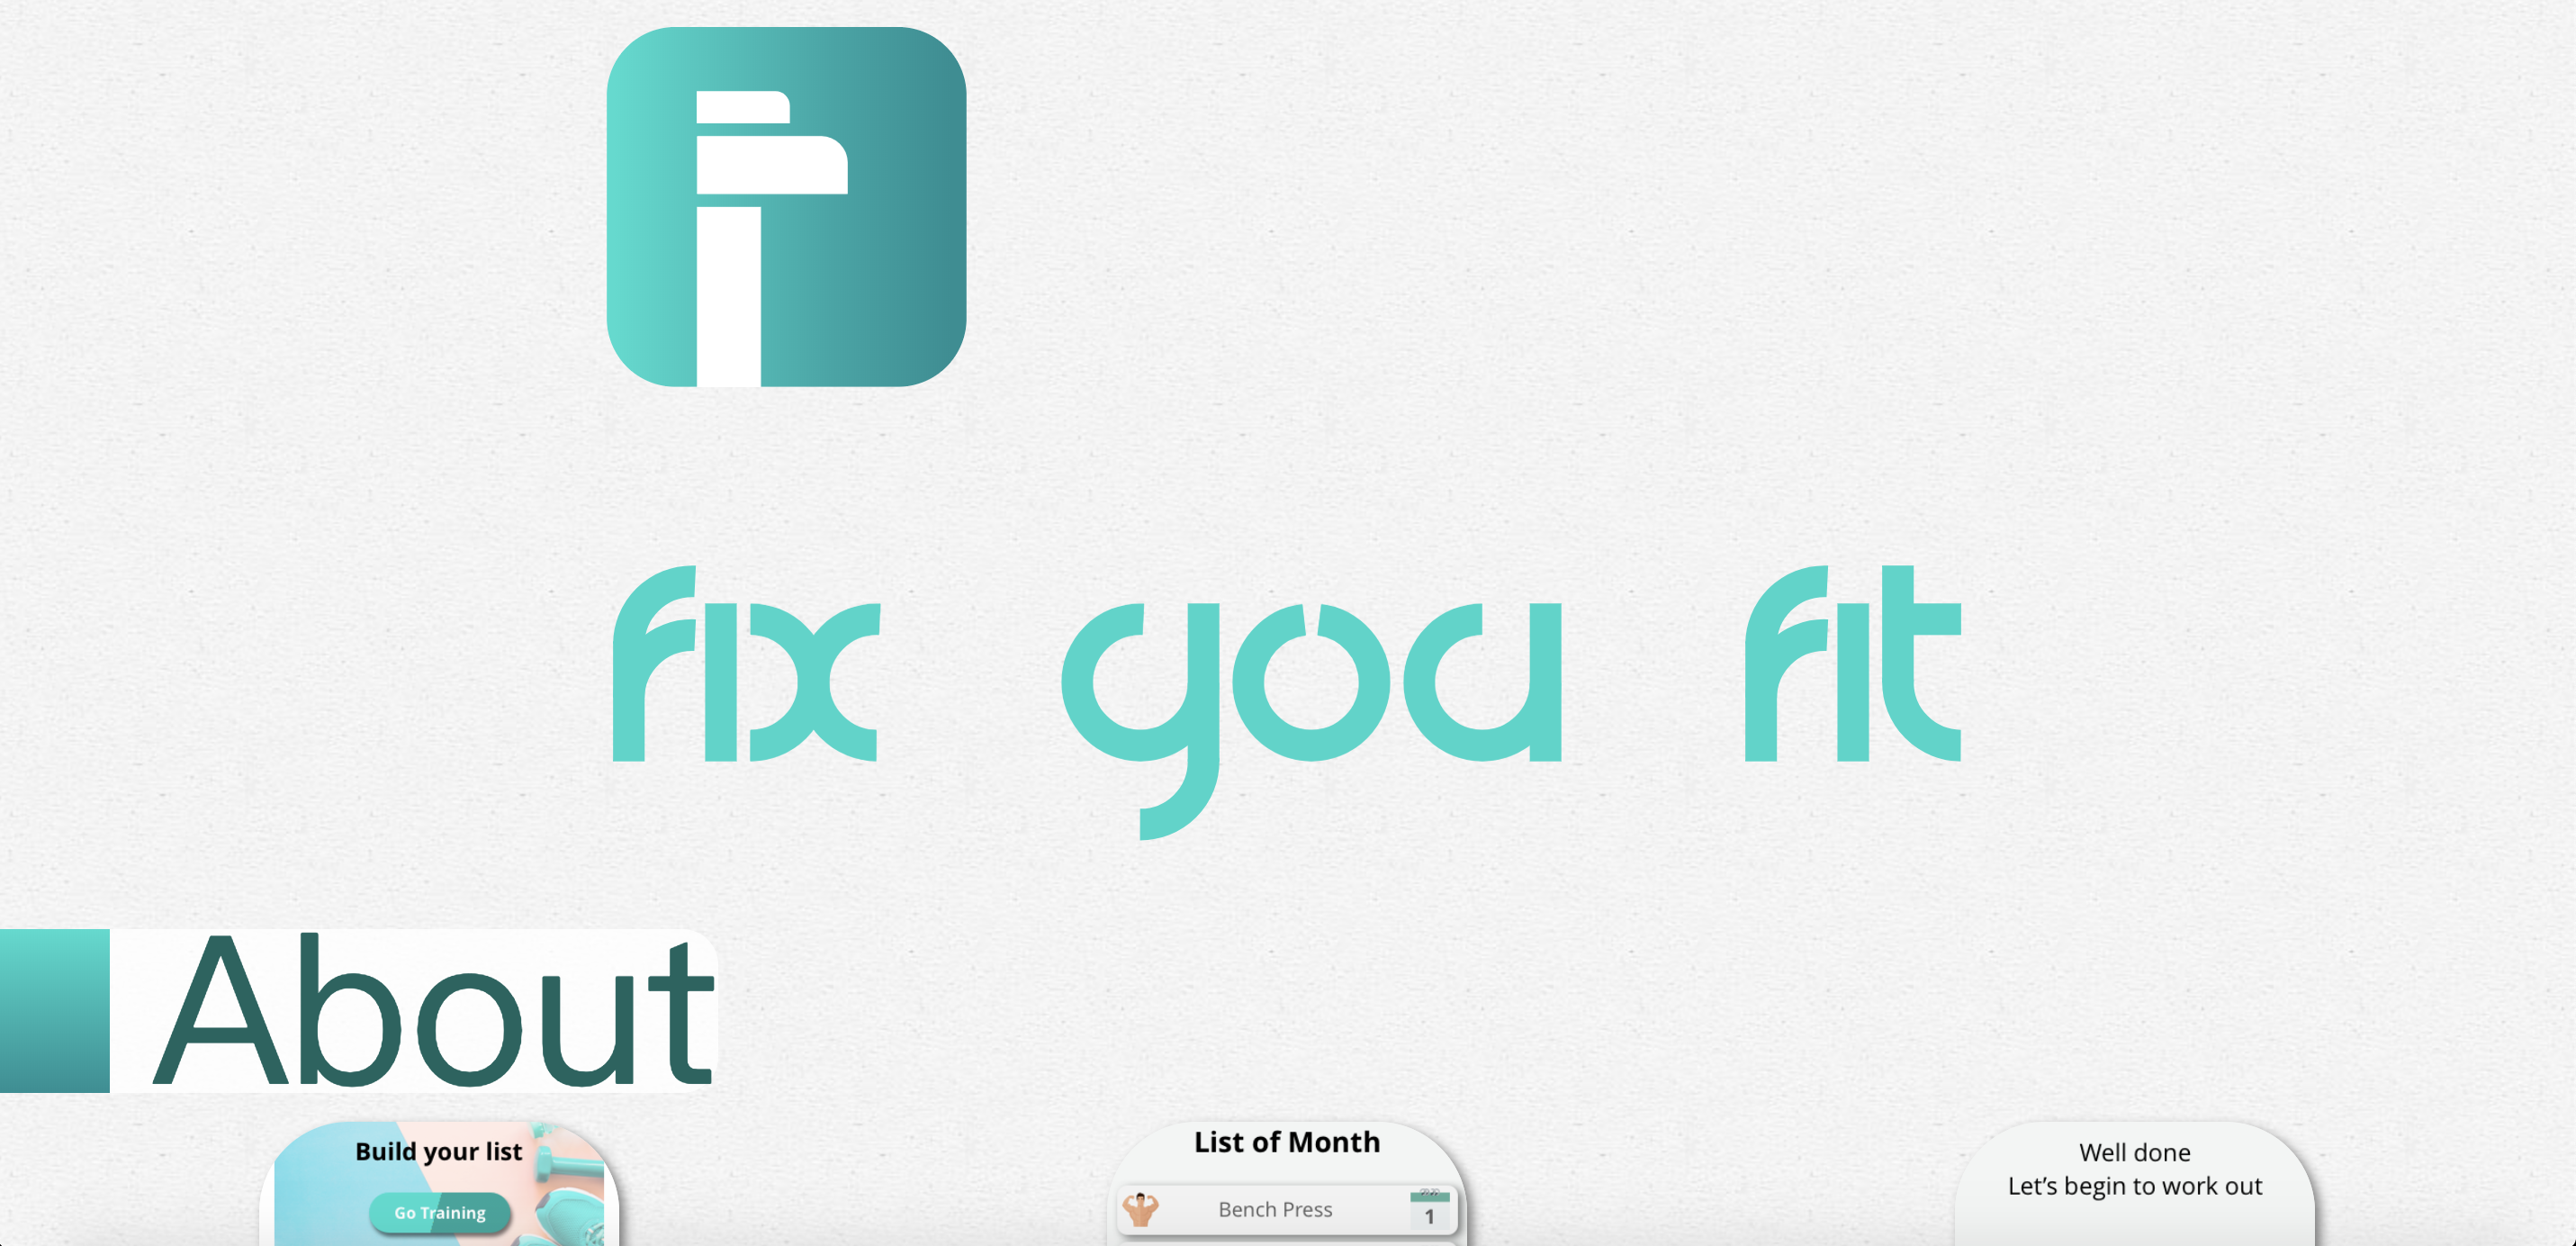 fix you fit
About
Build your list
Go Training
List of Month
Bench Press
1
Well done
Let's begin to work out